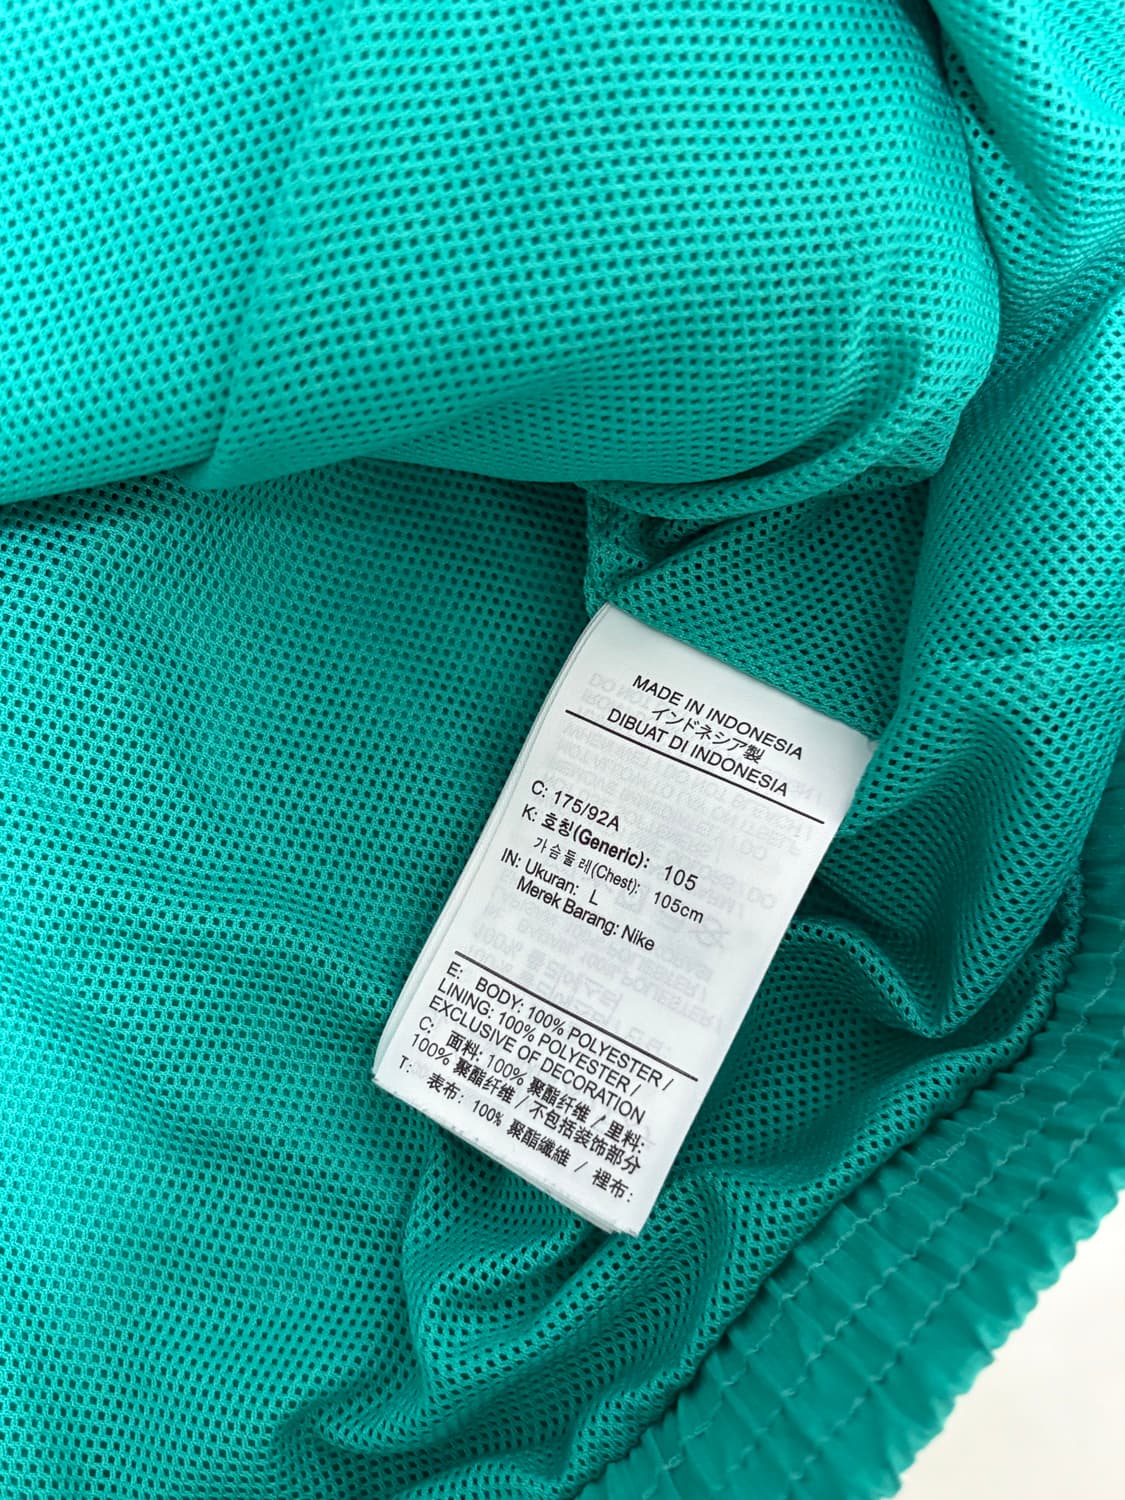 MADE IN INDONESIA
インドネシア製
DIBUAT DI INDONESIA
C: 175/92A
K: 호칭(Generic): 105
가슴둘레(Chest): 105cm
IN: Ukuran: L
Merek Barang: Nike
E: BODY: 100% POLYESTER /
LINING: 100% POLYESTER /
EXCLUSIVE OF DECORATION
C: 面料: 100% 聚酯纤维 / 里料:
100% 聚酯纤维 / 不包括装饰部分
T: 表布: 100% 聚酯纖維 / 裡布: